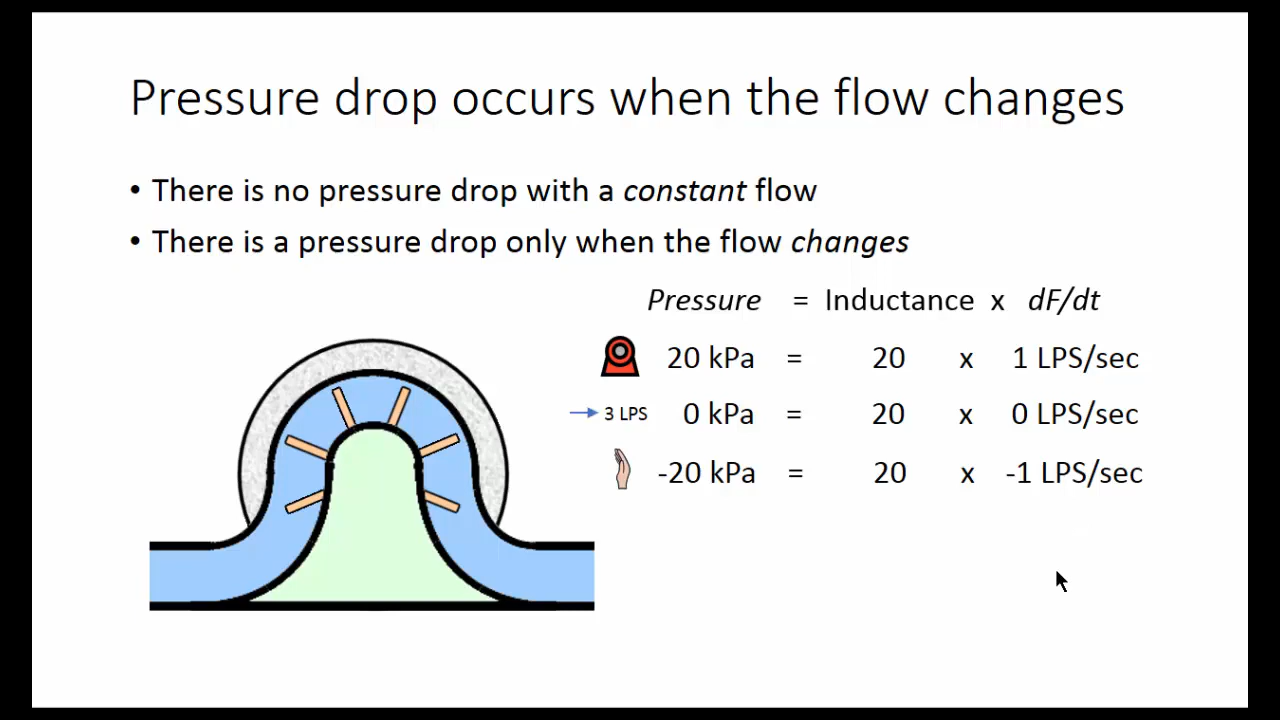 Pressure drop occurs when the flow changes
• There is no pressure drop with a constant flow
• There is a pressure drop only when the flow changes
Pressure = Inductance x dF/dt
20 kPa = 20 x 1 LPS/sec
3 LPS 0 kPa = 20 x 0 LPS/sec
-20 kPa = 20 x -1 LPS/sec